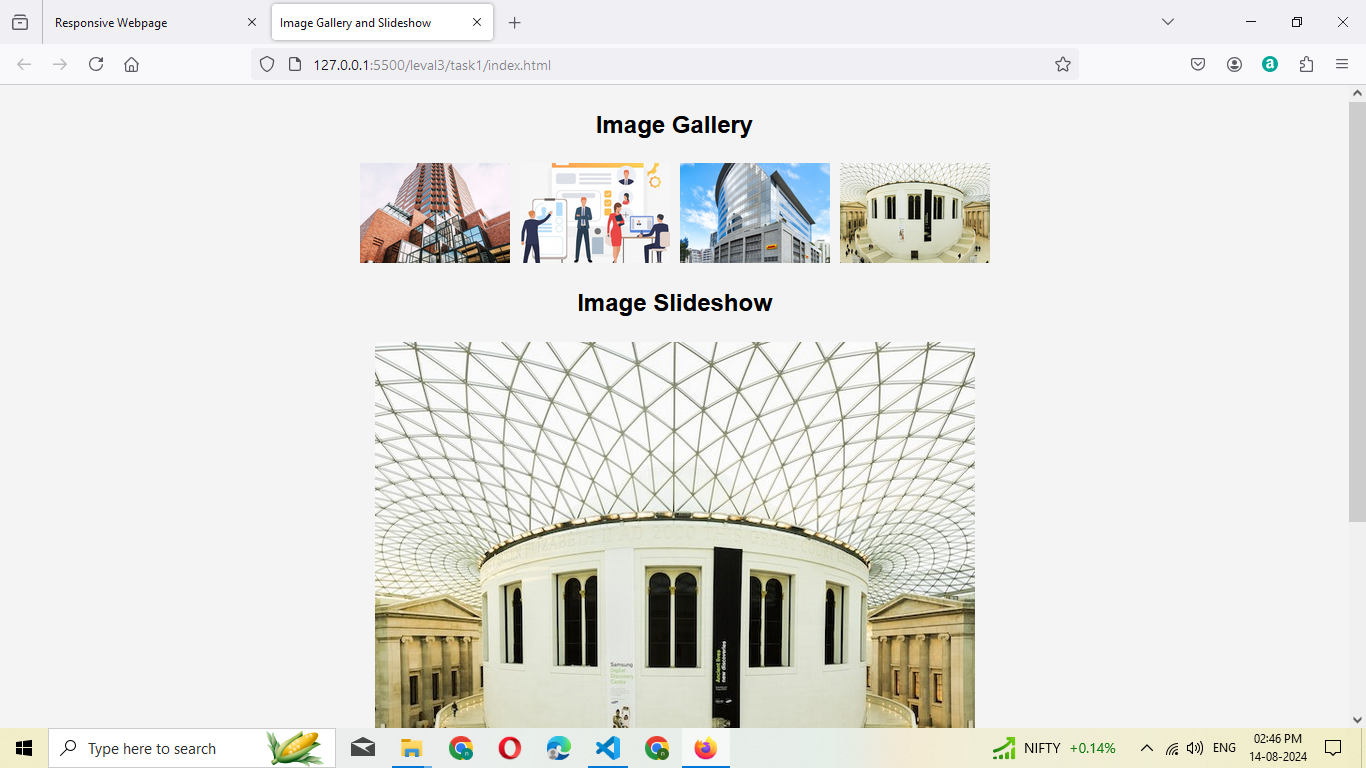 Responsive Webpage
Image Gallery and Slideshow
127.0.0.1:5500/leval3/task1/index.html
Image Gallery
Image Slideshow
Samsung
Digital
Discovery
Centre
Ancient lives
new discoveries
Type here to search
NIFTY +0.14%
ENG
02:46 PM
14-08-2024